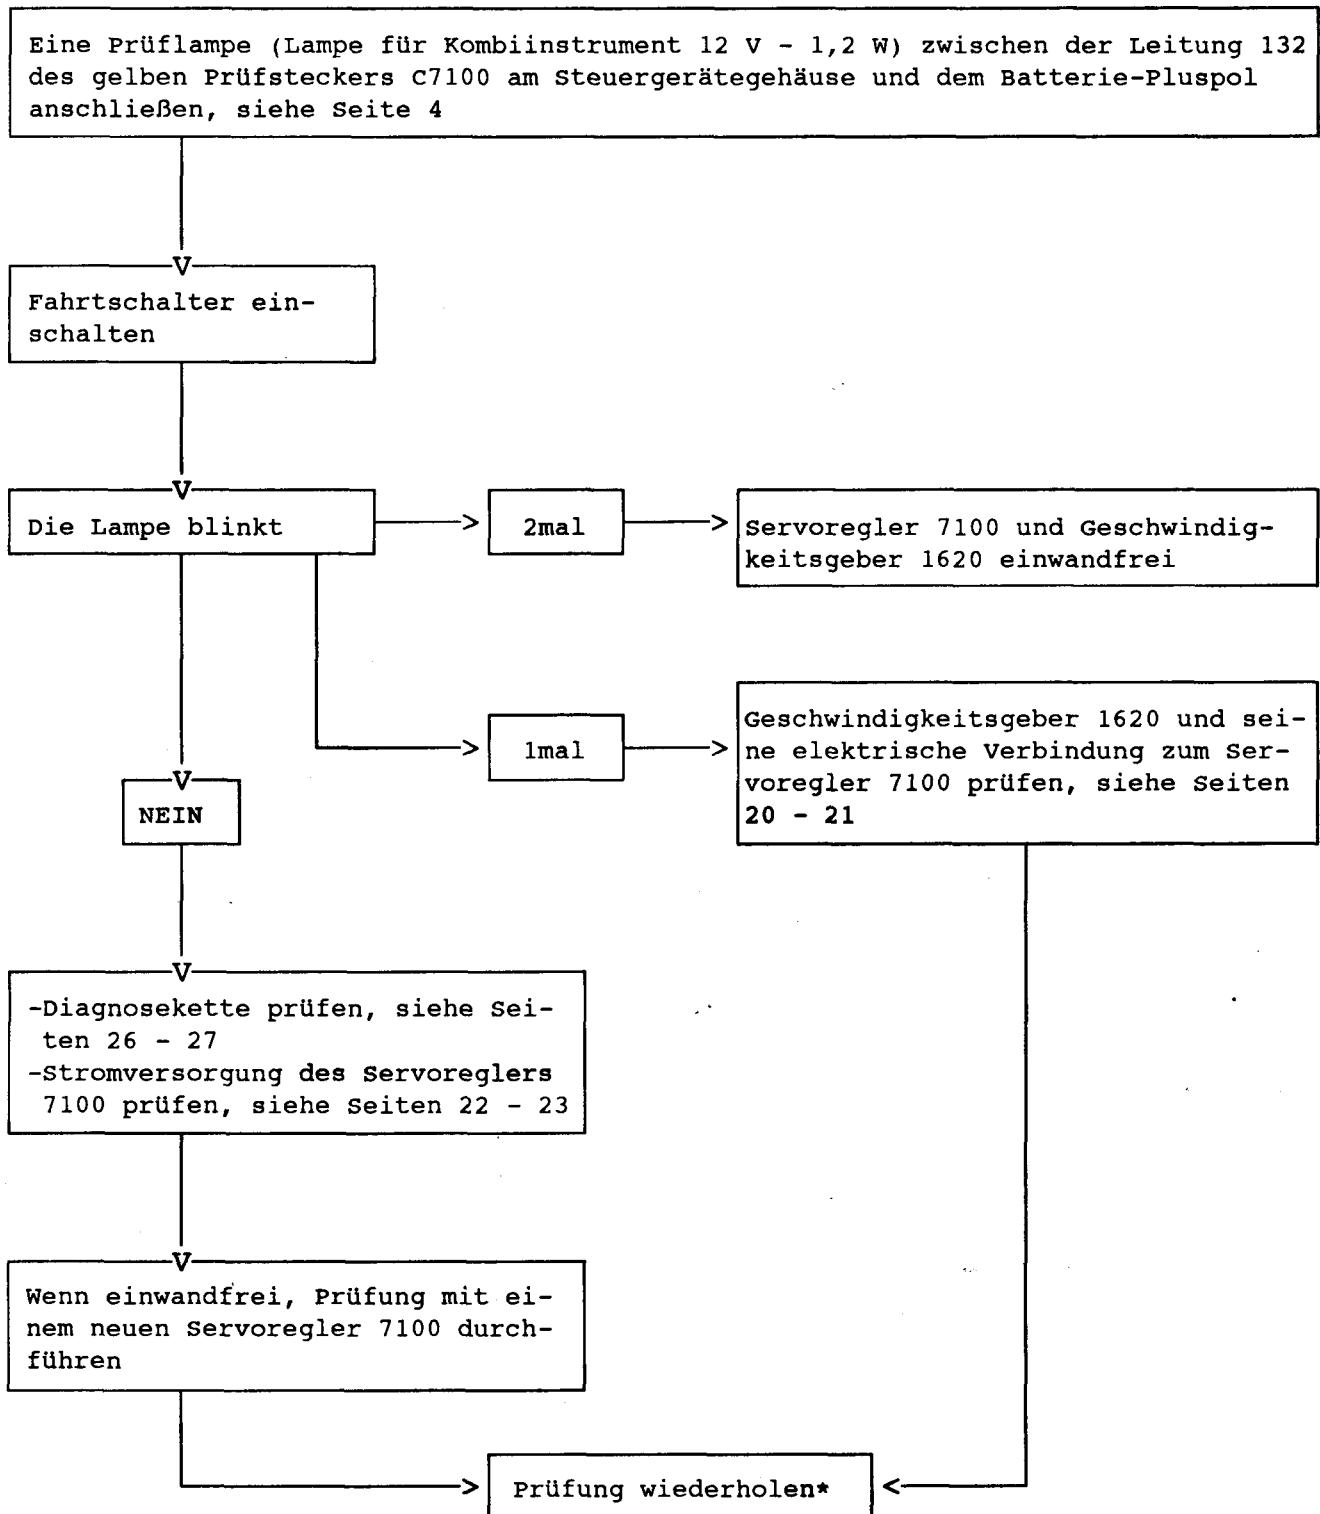 Eine Prüflampe (Lampe für Kombiinstrument 12 V - 1,2 W) zwischen der Leitung 132
des gelben Prüfsteckers C7100 am Steuergerätegehäuse und dem Batterie-Pluspol
anschließen, siehe Seite 4
Fahrtschalter ein-
schalten
Die Lampe blinkt
2mal
Servoregler 7100 und Geschwindig-
keitsgeber 1620 einwandfrei
1mal
Geschwindigkeitsgeber 1620 und sei-
ne elektrische Verbindung zum Ser-
voregler 7100 prüfen, siehe Seiten
20 - 21
NEIN
-Diagnosekette prüfen, siehe Sei-
ten 26 - 27
-Stromversorgung des Servoreglers
7100 prüfen, siehe Seiten 22 - 23
Wenn einwandfrei, Prüfung mit ei-
nem neuen Servoregler 7100 durch-
führen
Prüfung wiederholen*